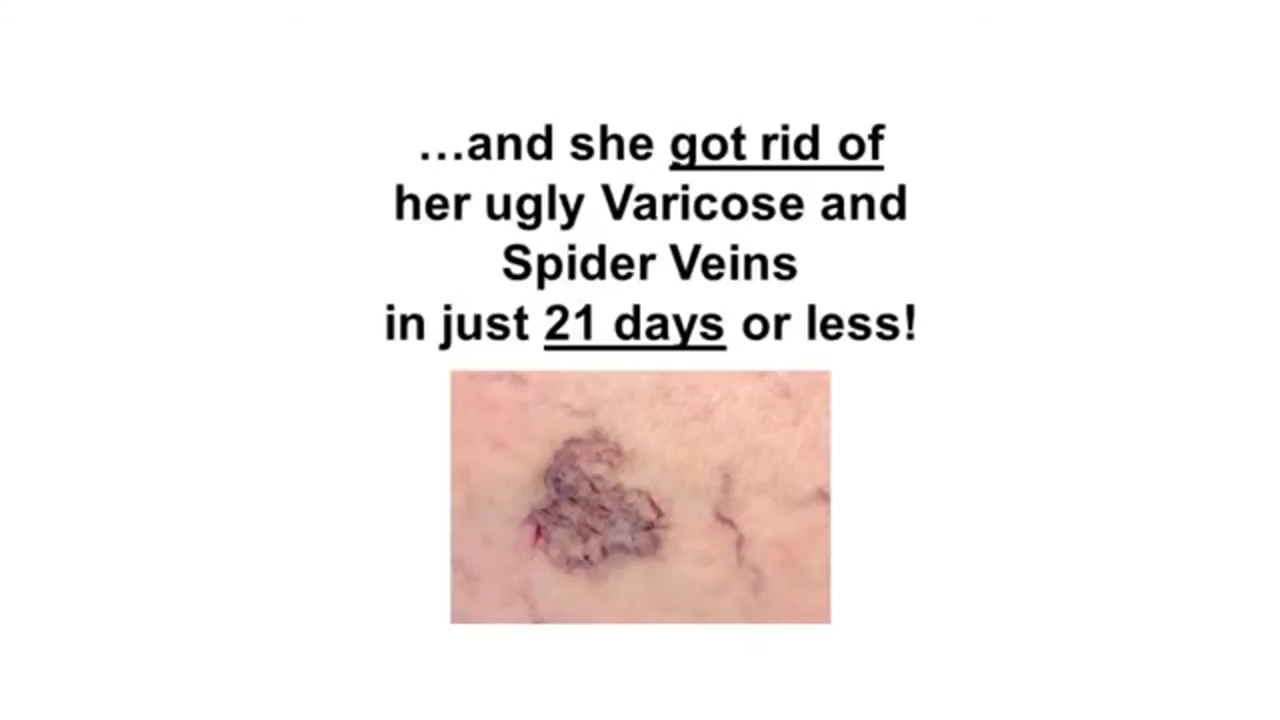 …and she got rid of
her ugly Varicose and
Spider Veins
in just 21 days or less!